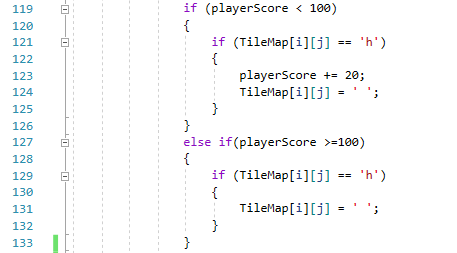 119 if (playerScore < 100)
120 {
121 if (TileMap[i][j] == 'h')
122 {
123 playerScore += 20;
124 TileMap[i][j] = ' ';
125 }
126 }
127 else if(playerScore >=100)
128 {
129 if (TileMap[i][j] == 'h')
130 {
131 TileMap[i][j] = ' ';
132 }
133 }